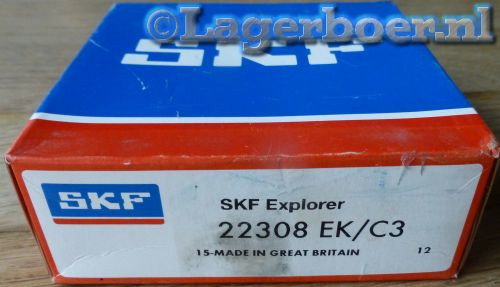 ©Lagerboer.nl
SKF
SKF
SKF Explorer
22308 EK/C3
15-MADE IN GREAT BRITAIN 12